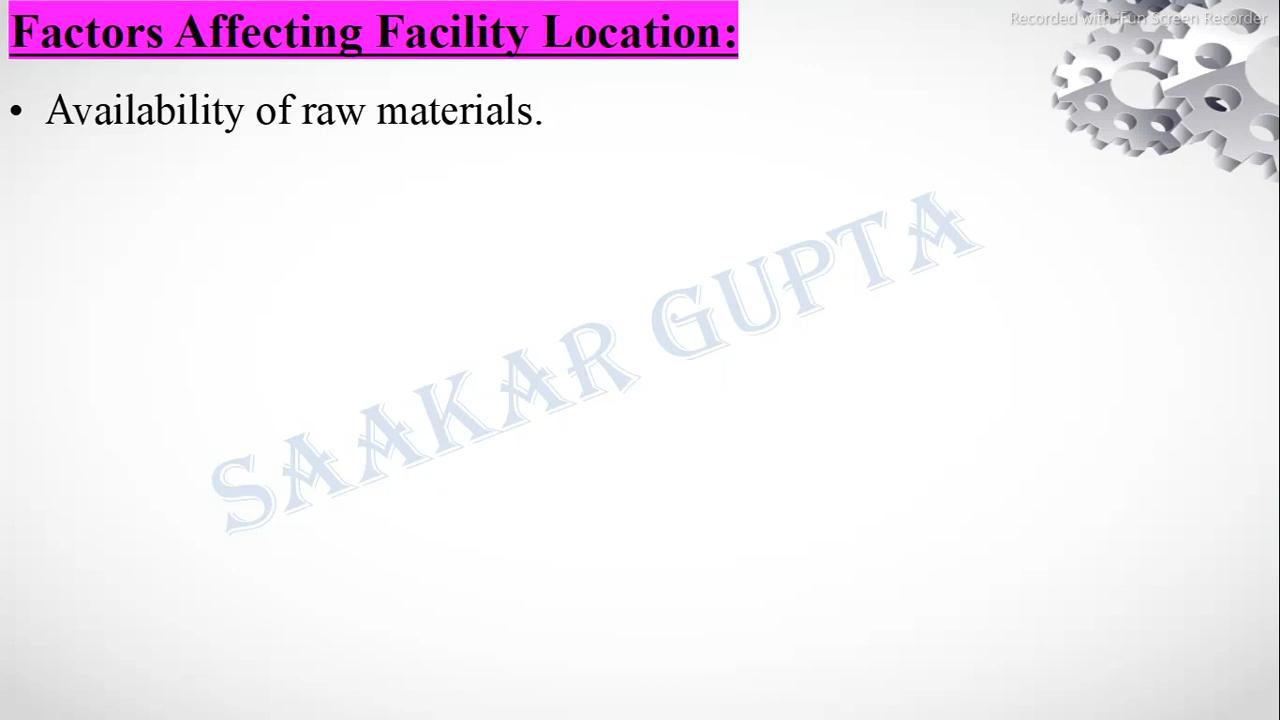 Recorded with iFun Screen Recorder
Factors Affecting Facility Location:
• Availability of raw materials.
SAAKAR GUPTA